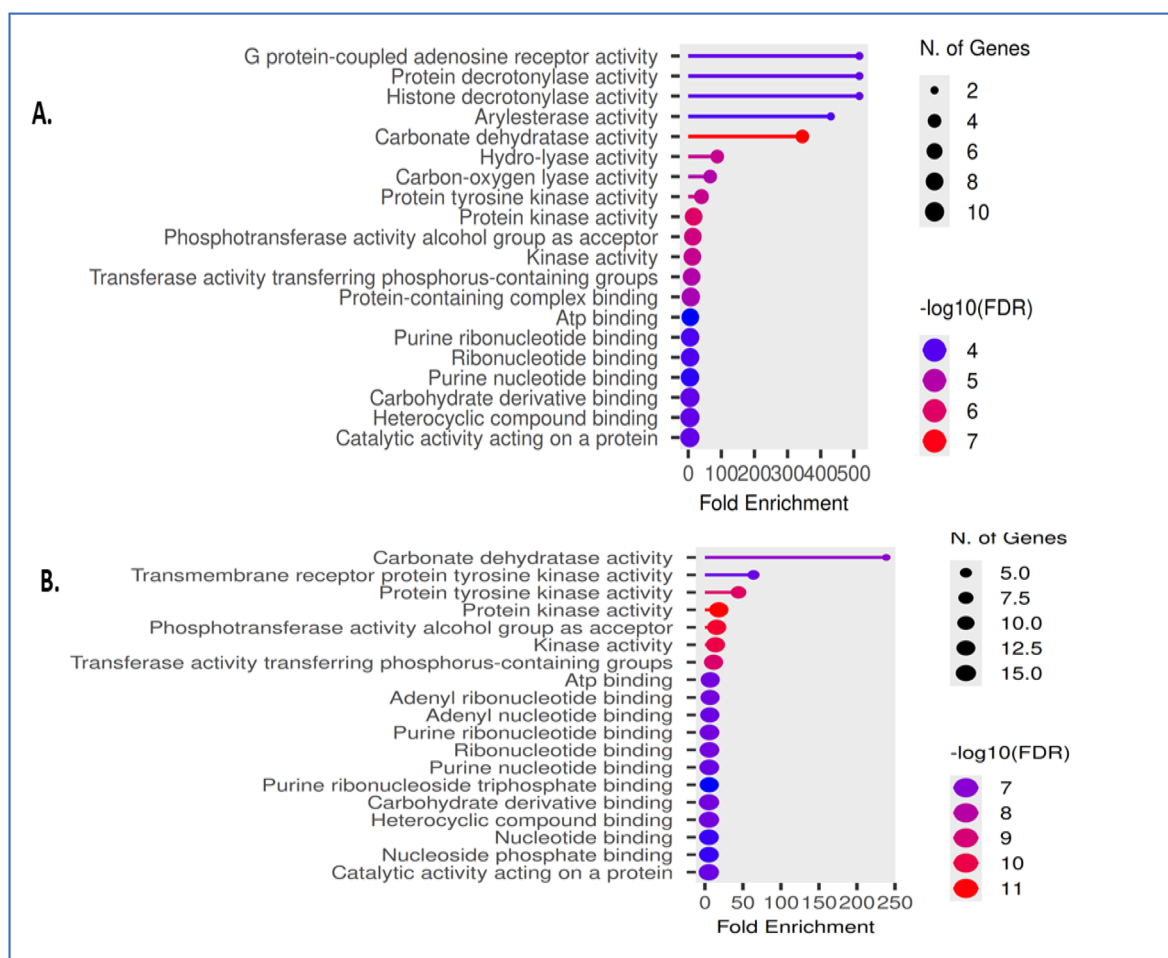 A.
G protein-coupled adenosine receptor activity
Protein decrotonylase activity
Histone decrotonylase activity
Arylesterase activity
Carbonate dehydratase activity
Hydro-lyase activity
Carbon-oxygen lyase activity
Protein tyrosine kinase activity
Protein kinase activity
Phosphotransferase activity alcohol group as acceptor
Kinase activity
Transferase activity transferring phosphorus-containing groups
Protein-containing complex binding
Atp binding
Purine ribonucleotide binding
Ribonucleotide binding
Purine nucleotide binding
Carbohydrate derivative binding
Heterocyclic compound binding
Catalytic activity acting on a protein
0 100 200 300 400 500
Fold Enrichment
N. of Genes
2
4
6
8
10
-log10(FDR)
4
5
6
7
B.
Carbonate dehydratase activity
Transmembrane receptor protein tyrosine kinase activity
Protein tyrosine kinase activity
Protein kinase activity
Phosphotransferase activity alcohol group as acceptor
Kinase activity
Transferase activity transferring phosphorus-containing groups
Atp binding
Adenyl ribonucleotide binding
Adenyl nucleotide binding
Purine ribonucleotide binding
Ribonucleotide binding
Purine nucleotide binding
Purine ribonucleoside triphosphate binding
Carbohydrate derivative binding
Heterocyclic compound binding
Nucleotide binding
Nucleoside phosphate binding
Catalytic activity acting on a protein
0 50 100 150 200 250
Fold Enrichment
N. of Genes
5.0
7.5
10.0
12.5
15.0
-log10(FDR)
7
8
9
10
11